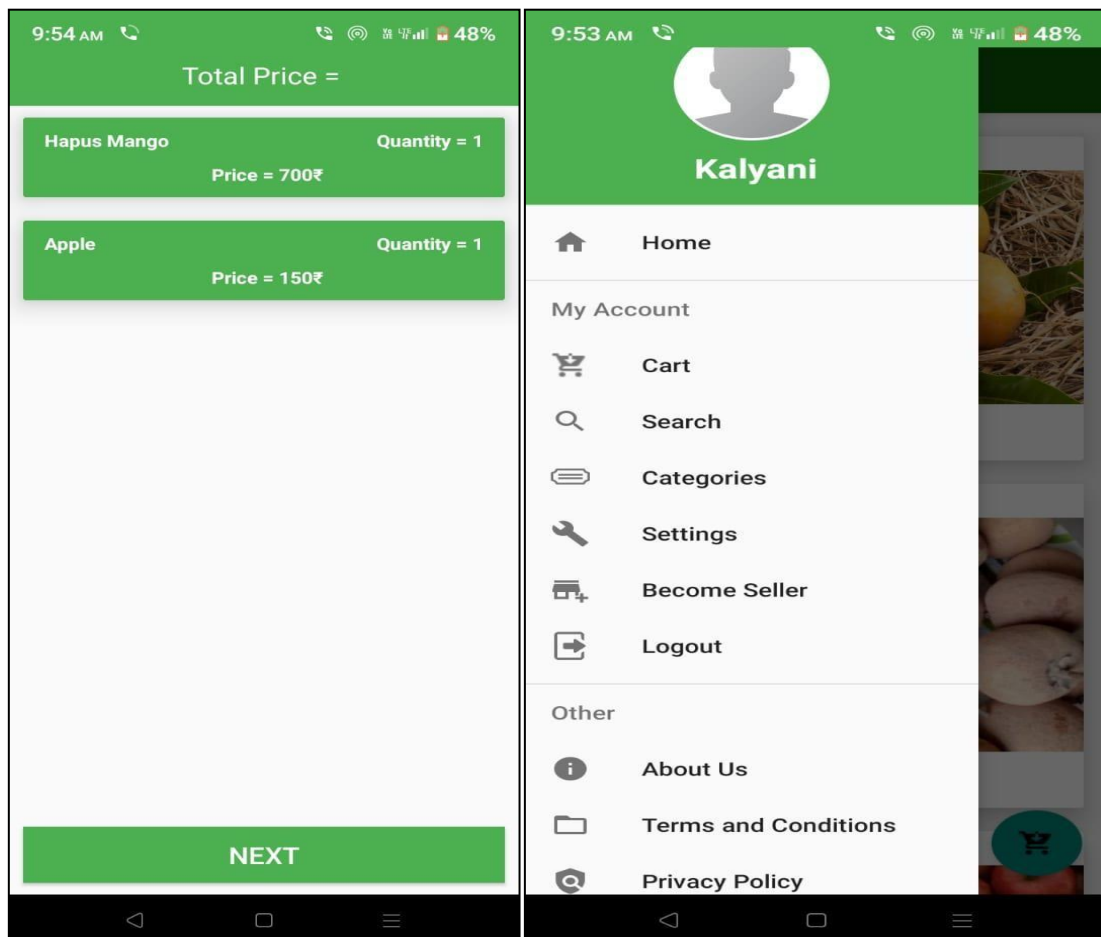 9:54 AM 48%
Total Price =
Hapus Mango Quantity = 1
Price = 700₹
Apple Quantity = 1
Price = 150₹
NEXT
9:53 AM 48%
Kalyani
Home
My Account
Cart
Search
Categories
Settings
Become Seller
Logout
Other
About Us
Terms and Conditions
Privacy Policy